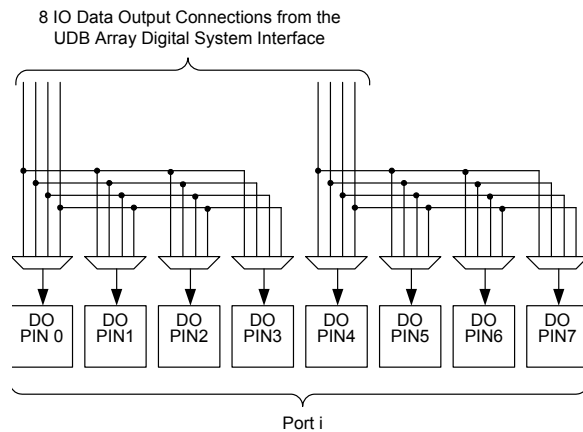 8 IO Data Output Connections from the
UDB Array Digital System Interface
DO
PIN 0
DO
PIN1
DO
PIN2
DO
PIN3
DO
PIN4
DO
PIN5
DO
PIN6
DO
PIN7
Port i